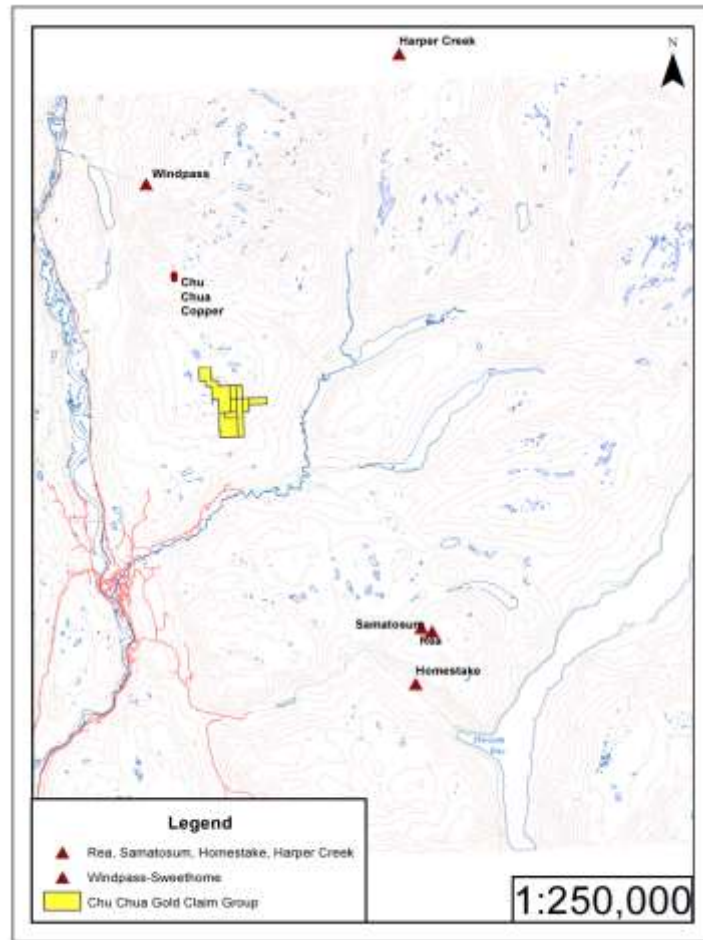 Harper Creek
N
Windpass
Chu
Chua
Copper
Samatosum
Rea
Homestake
Legend
Rea, Samatosum, Homestake, Harper Creek
Windpass-Sweethome
Chu Chua Gold Claim Group
1:250,000